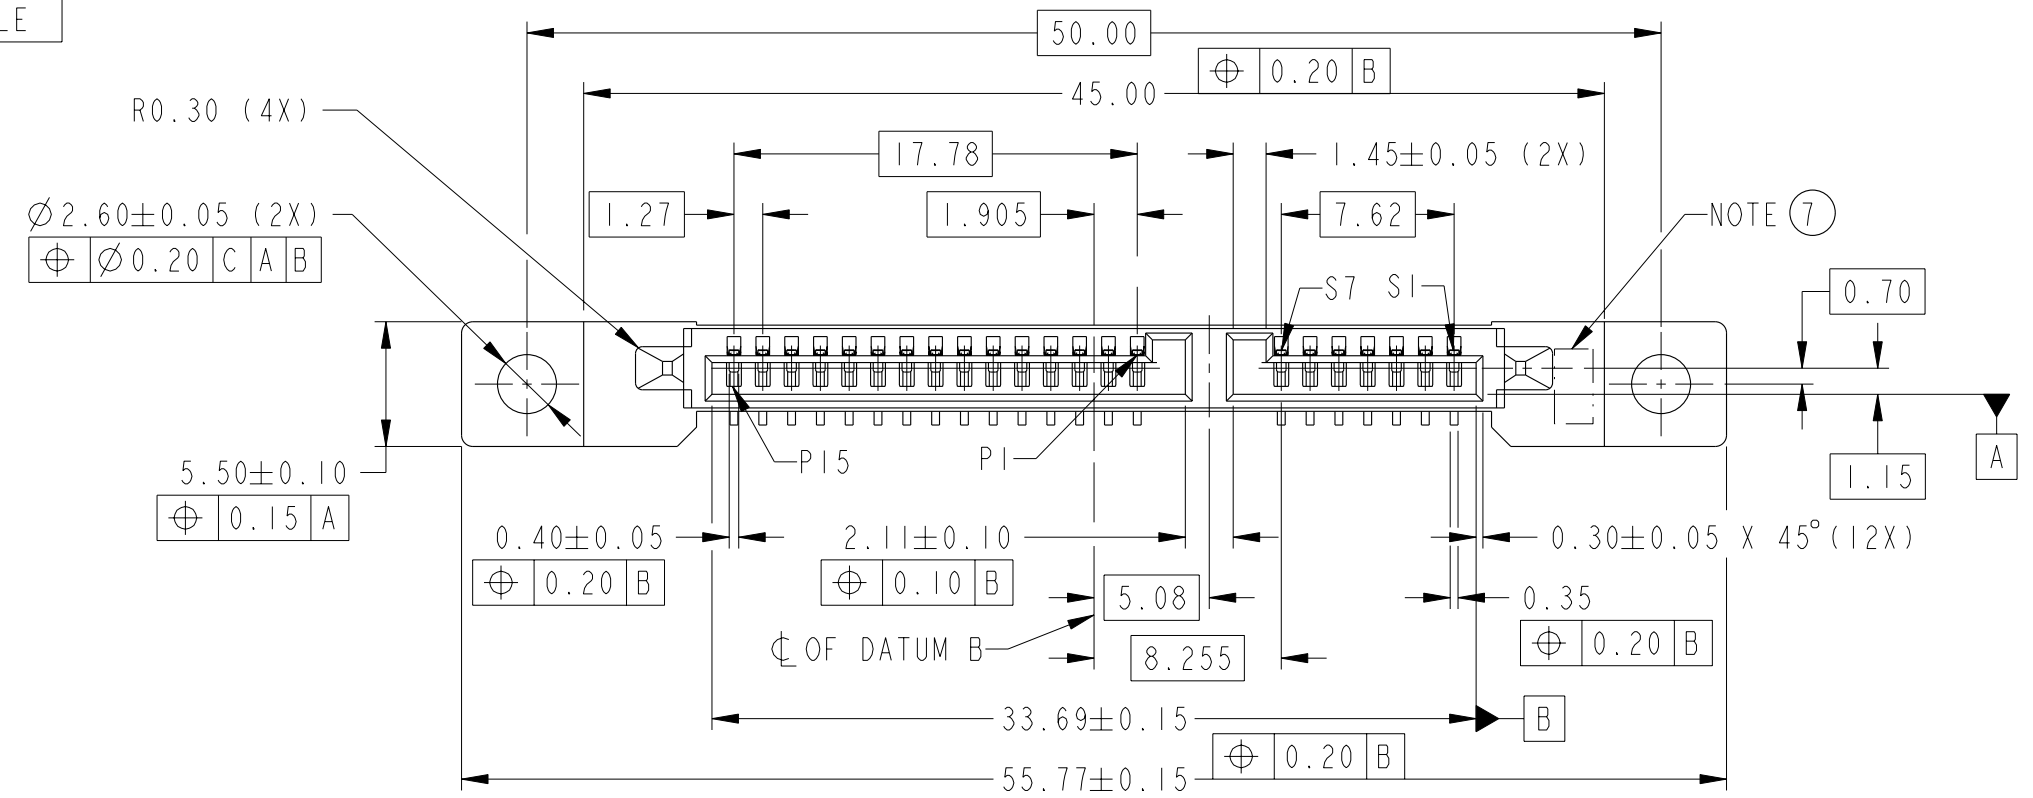 LE
50.00
⌖ 0.20 B
45.00
R0.30 (4X)
17.78
1.45±0.05 (2X)
1.27
1.905
7.62
NOTE 7
Ø2.60±0.05 (2X)
⌖ Ø0.20 C A B
S7 S1
0.70
P15
P1
5.50±0.10
⌖ 0.15 A
A
1.15
0.40±0.05
⌖ 0.20 B
2.11±0.10
⌖ 0.10 B
0.30±0.05 X 45°(12X)
5.08
0.35
⌖ 0.20 B
℄ OF DATUM B
8.255
33.69±0.15
B
⌖ 0.20 B
55.77±0.15